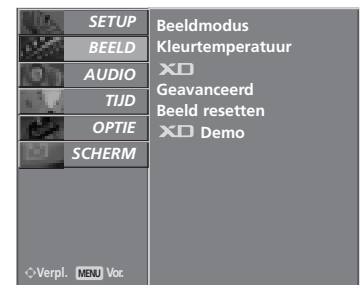 SETUP
BEELD
AUDIO
TIJD
OPTIE
SCHERM
Verpl. MENU Vor.
Beeldmodus
Kleurtemperatuur
XD
Geavanceerd
Beeld resetten
XD Demo